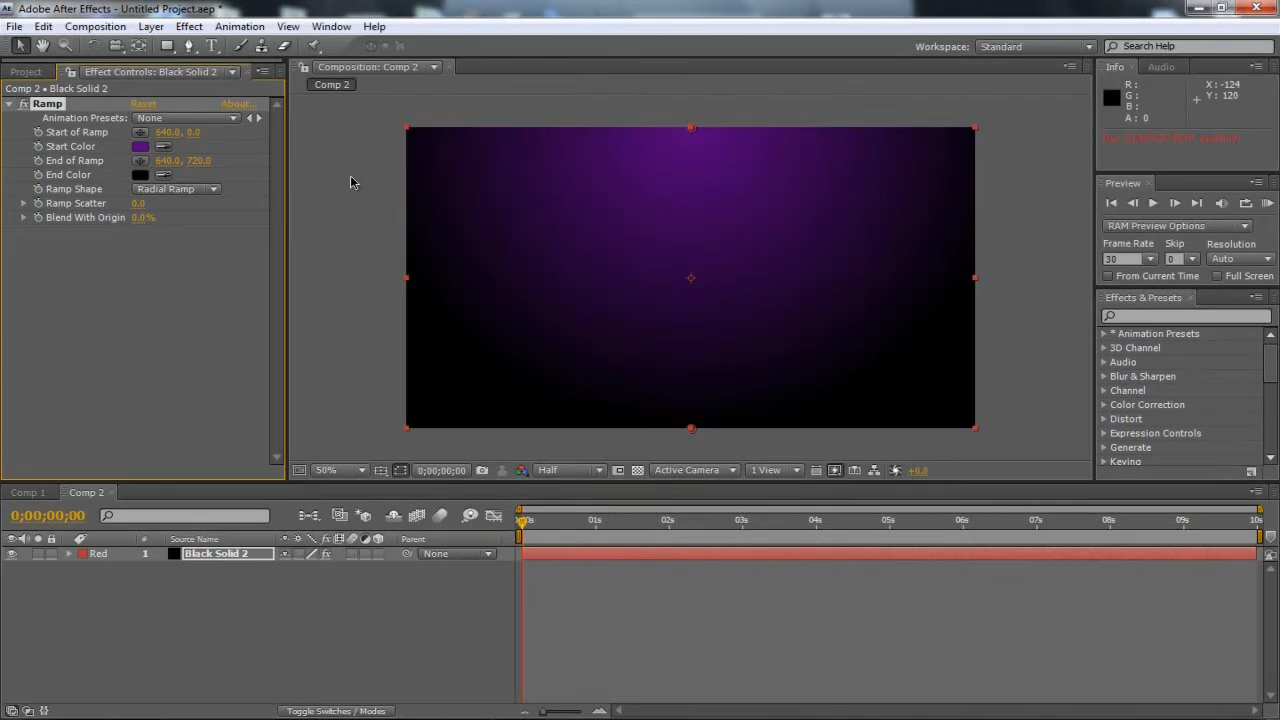 Adobe After Effects - Untitled Project.aep *
File Edit Composition Layer Effect Animation View Window Help
Workspace: Standard Search Help
Project Effect Controls: Black Solid 2
Composition: Comp 2
Info Audio
Comp 2 • Black Solid 2
Comp 2
Ramp Reset About...
Animation Presets: None
Start of Ramp 640.0, 0.0
Start Color
End of Ramp 640.0, 720.0
End Color
Ramp Shape Radial Ramp
Ramp Scatter 0.0
Blend With Origin 0.0%
R: X: -124
G: Y: 120
B:
A: 0
Preview
RAM Preview Options
Frame Rate Skip Resolution
30 0 Auto
From Current Time Full Screen
Effects & Presets
* Animation Presets
3D Channel
Audio
Blur & Sharpen
Channel
Color Correction
Distort
Expression Controls
Generate
Keying
50% 0;00;00;00 Half Active Camera 1 View +0.0
Comp 1 Comp 2
0;00;00;00
0s 01s 02s 03s 04s 05s 06s 07s 08s 09s 10s
# Source Name Parent
Red 1 Black Solid 2 None
Toggle Switches / Modes